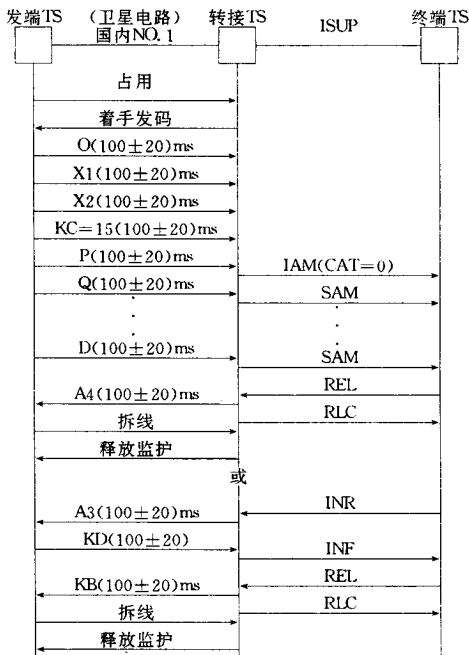 发端TS (卫星电路) 转接TS ISUP 终端TS
国内NO.1
占用
着手发码
O(100±20)ms
X1(100±20)ms
X2(100±20)ms
KC=15(100±20)ms
P(100±20)ms
IAM(CAT=0)
Q(100±20)ms
SAM
D(100±20)ms
SAM
REL
A4(100±20)ms
拆线
RLC
释放监护
或
INR
A3(100±20)ms
KD(100±20)
INF
REL
KB(100±20)ms
拆线
RLC
释放监护